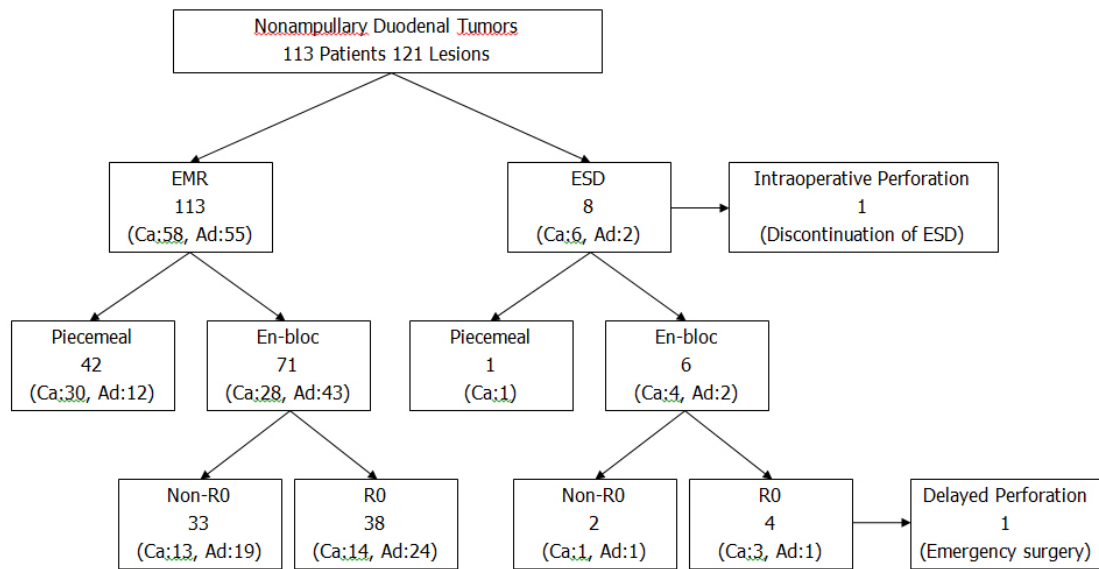 Nonampullary Duodenal Tumors
113 Patients 121 Lesions
EMR
113
(Ca:58, Ad:55)
ESD
8
(Ca:6, Ad:2)
Intraoperative Perforation
1
(Discontinuation of ESD)
Piecemeal
42
(Ca:30, Ad:12)
En-bloc
71
(Ca:28, Ad:43)
Piecemeal
1
(Ca:1)
En-bloc
6
(Ca:4, Ad:2)
Non-R0
33
(Ca:13, Ad:19)
R0
38
(Ca:14, Ad:24)
Non-R0
2
(Ca:1, Ad:1)
R0
4
(Ca:3, Ad:1)
Delayed Perforation
1
(Emergency surgery)